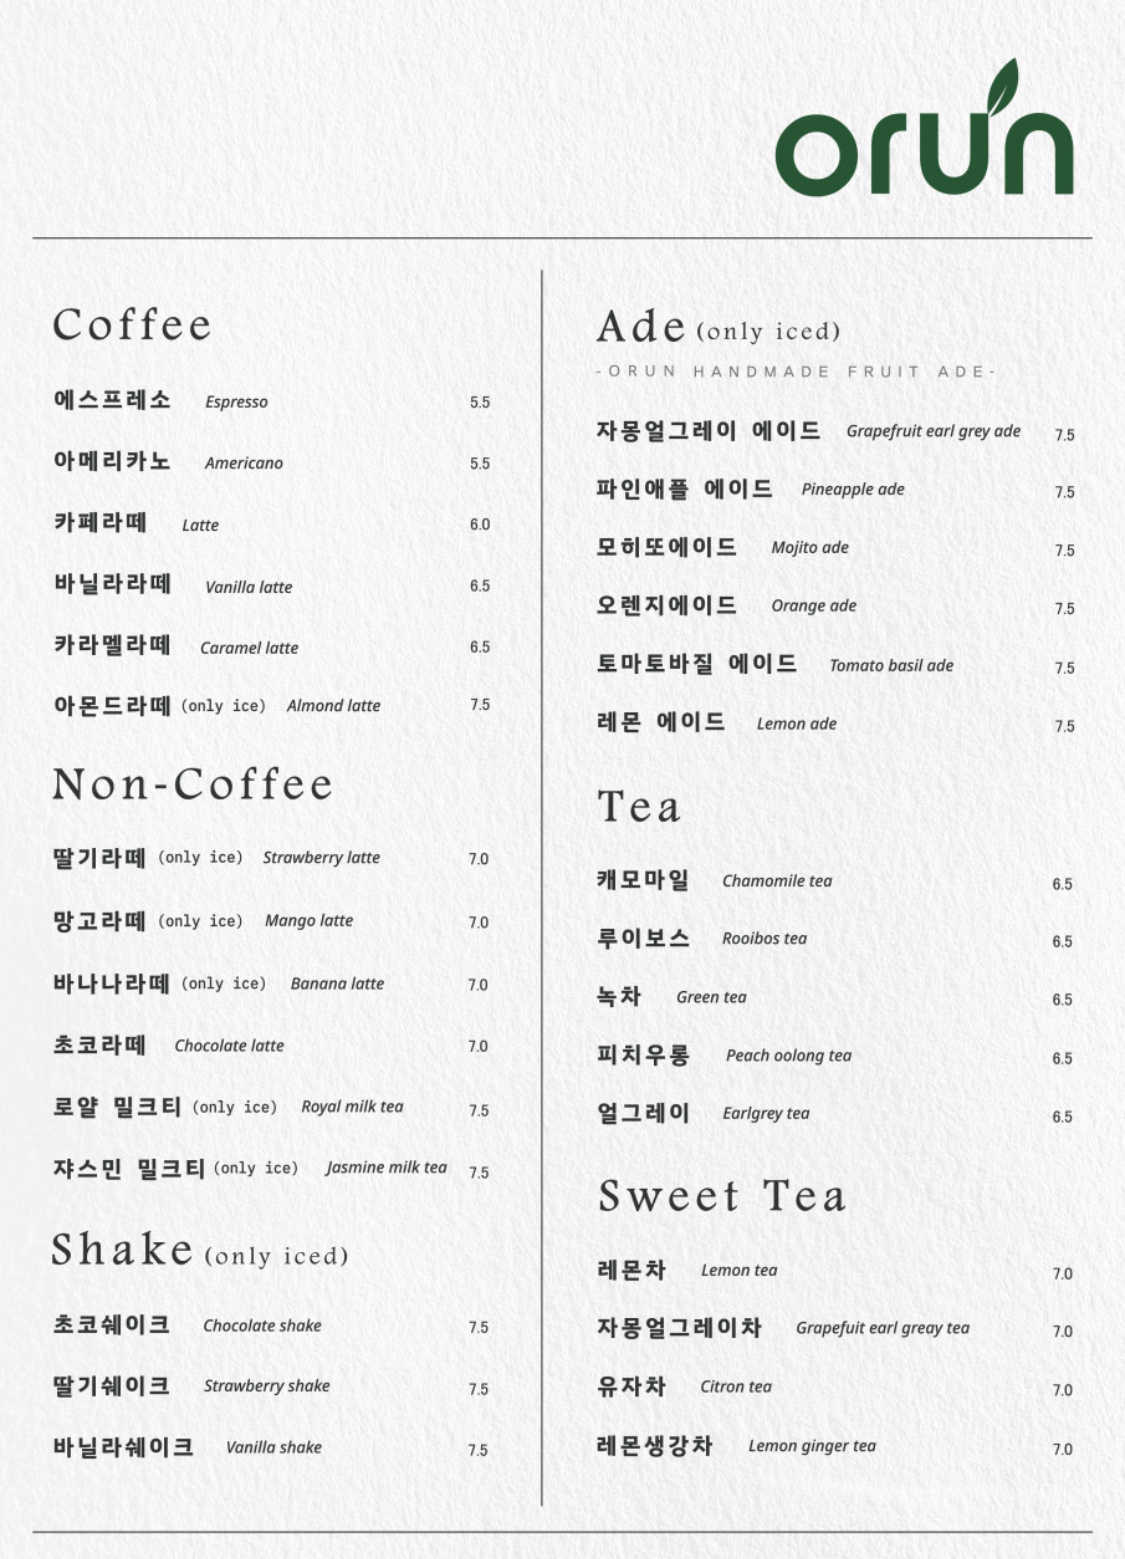 orun
Coffee
에스프레소 Espresso 5.5
아메리카노 Americano 5.5
카페라떼 Latte 6.0
바닐라라떼 Vanilla latte 6.5
카라멜라떼 Caramel latte 6.5
아몬드라떼 (only ice) Almond latte 7.5
Non-Coffee
딸기라떼 (only ice) Strawberry latte 7.0
망고라떼 (only ice) Mango latte 7.0
바나나라떼 (only ice) Banana latte 7.0
초코라떼 Chocolate latte 7.0
로얄 밀크티 (only ice) Royal milk tea 7.5
쟈스민 밀크티 (only ice) Jasmine milk tea 7.5
Shake (only iced)
초코쉐이크 Chocolate shake 7.5
딸기쉐이크 Strawberry shake 7.5
바닐라쉐이크 Vanilla shake 7.5
Ade (only iced)
-ORUN HANDMADE FRUIT ADE-
자몽얼그레이 에이드 Grapefruit earl grey ade 7.5
파인애플 에이드 Pineapple ade 7.5
모히또에이드 Mojito ade 7.5
오렌지에이드 Orange ade 7.5
토마토바질 에이드 Tomato basil ade 7.5
레몬 에이드 Lemon ade 7.5
Tea
캐모마일 Chamomile tea 6.5
루이보스 Rooibos tea 6.5
녹차 Green tea 6.5
피치우롱 Peach oolong tea 6.5
얼그레이 Earlgrey tea 6.5
Sweet Tea
레몬차 Lemon tea 7.0
자몽얼그레이차 Grapefuit earl greay tea 7.0
유자차 Citron tea 7.0
레몬생강차 Lemon ginger tea 7.0